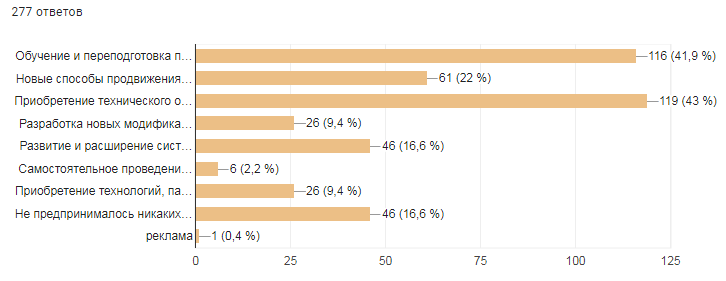 277 ответов
Обучение и переподготовка п... 116 (41,9 %)
Новые способы продвижения... 61 (22 %)
Приобретение технического о... 119 (43 %)
Разработка новых модифика... 26 (9,4 %)
Развитие и расширение сист... 46 (16,6 %)
Самостоятельное проведени... 6 (2,2 %)
Приобретение технологий, па... 26 (9,4 %)
Не предпринималось никаких... 46 (16,6 %)
реклама 1 (0,4 %)
0 25 50 75 100 125